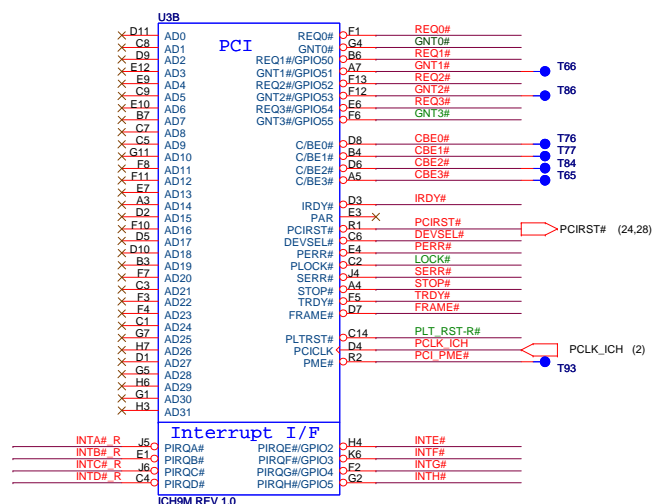 U3B
PCI
D11 AD0 REQ0# F1 REQ0#
C8 AD1 GNT0# G4 GNT0#
D9 AD2 REQ1#/GPIO50 B6 REQ1#
E12 AD3 GNT1#/GPIO51 A7 GNT1# T66
E9 AD4 REQ2#/GPIO52 F13 REQ2#
C9 AD5 GNT2#/GPIO53 F12 GNT2# T86
E10 AD6 REQ3#/GPIO54 E6 REQ3#
B7 AD7 GNT3#/GPIO55 F6 GNT3#
C7 AD8
C5 AD9 C/BE0# D8 CBE0# T76
G11 AD10 C/BE1# B4 CBE1# T77
F8 AD11 C/BE2# D6 CBE2# T84
F11 AD12 C/BE3# A5 CBE3# T65
E7 AD13
A3 AD14 IRDY# D3 IRDY#
D2 AD15 PAR E3
F10 AD16 PCIRST# R1 PCIRST# PCIRST# (24,28)
D5 AD17 DEVSEL# C6 DEVSEL#
D10 AD18 PERR# E4 PERR#
B3 AD19 PLOCK# C2 LOCK#
F7 AD20 SERR# J4 SERR#
C3 AD21 STOP# A4 STOP#
F3 AD22 TRDY# F5 TRDY#
F4 AD23 FRAME# D7 FRAME#
C1 AD24
G7 AD25 PLTRST# C14 PLT_RST-R#
H7 AD26 PCICLK D4 PCLK_ICH PCLK_ICH (2)
D1 AD27 PME# R2 PCI_PME# T93
G5 AD28
H6 AD29
G1 AD30
H3 AD31
Interrupt I/F
INTA#_R J5 PIRQA# PIRQE#/GPIO2 H4 INTE#
INTB#_R E1 PIRQB# PIRQF#/GPIO3 K6 INTF#
INTC#_R J6 PIRQC# PIRQG#/GPIO4 F2 INTG#
INTD#_R C4 PIRQD# PIRQH#/GPIO5 G2 INTH#
ICH9M REV 1.0